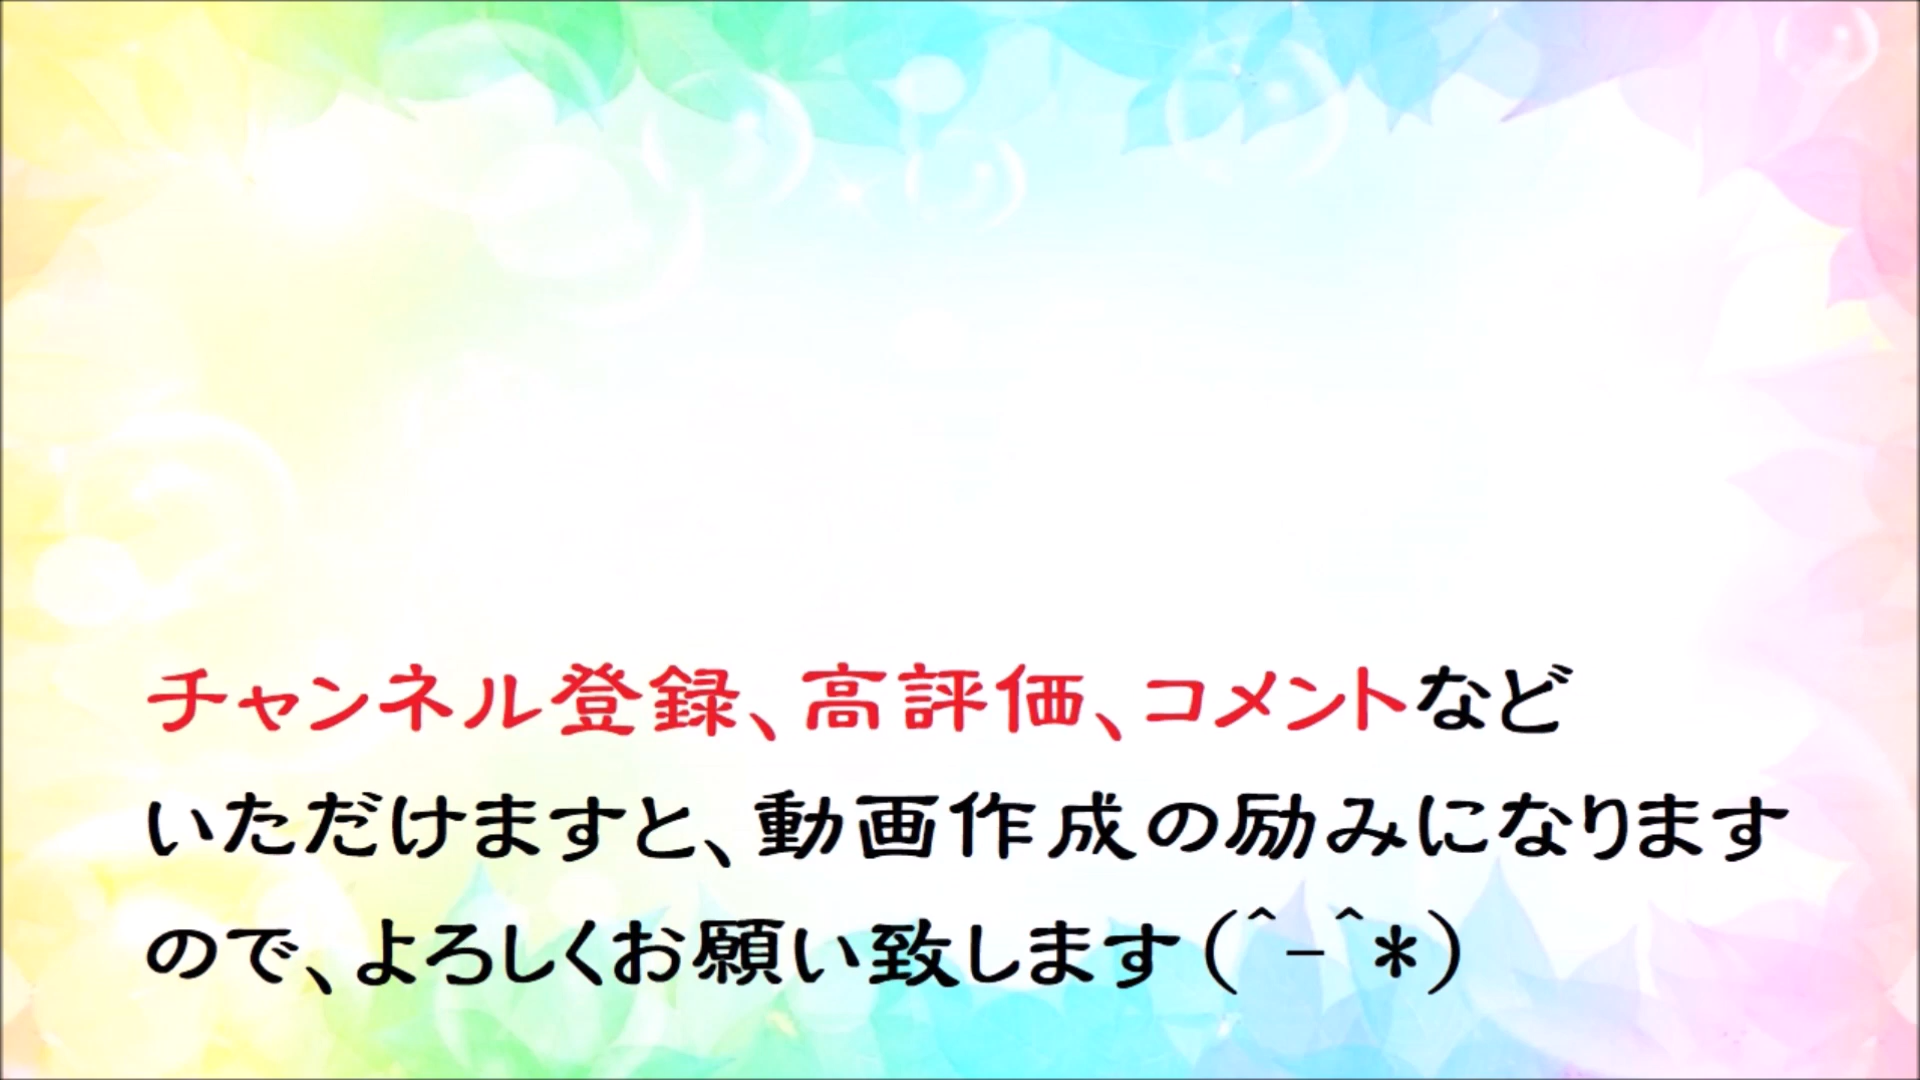 チャンネル登録、高評価、コメントなど
いただけますと、動画作成の励みになります
ので、よろしくお願い致します(^-^*)